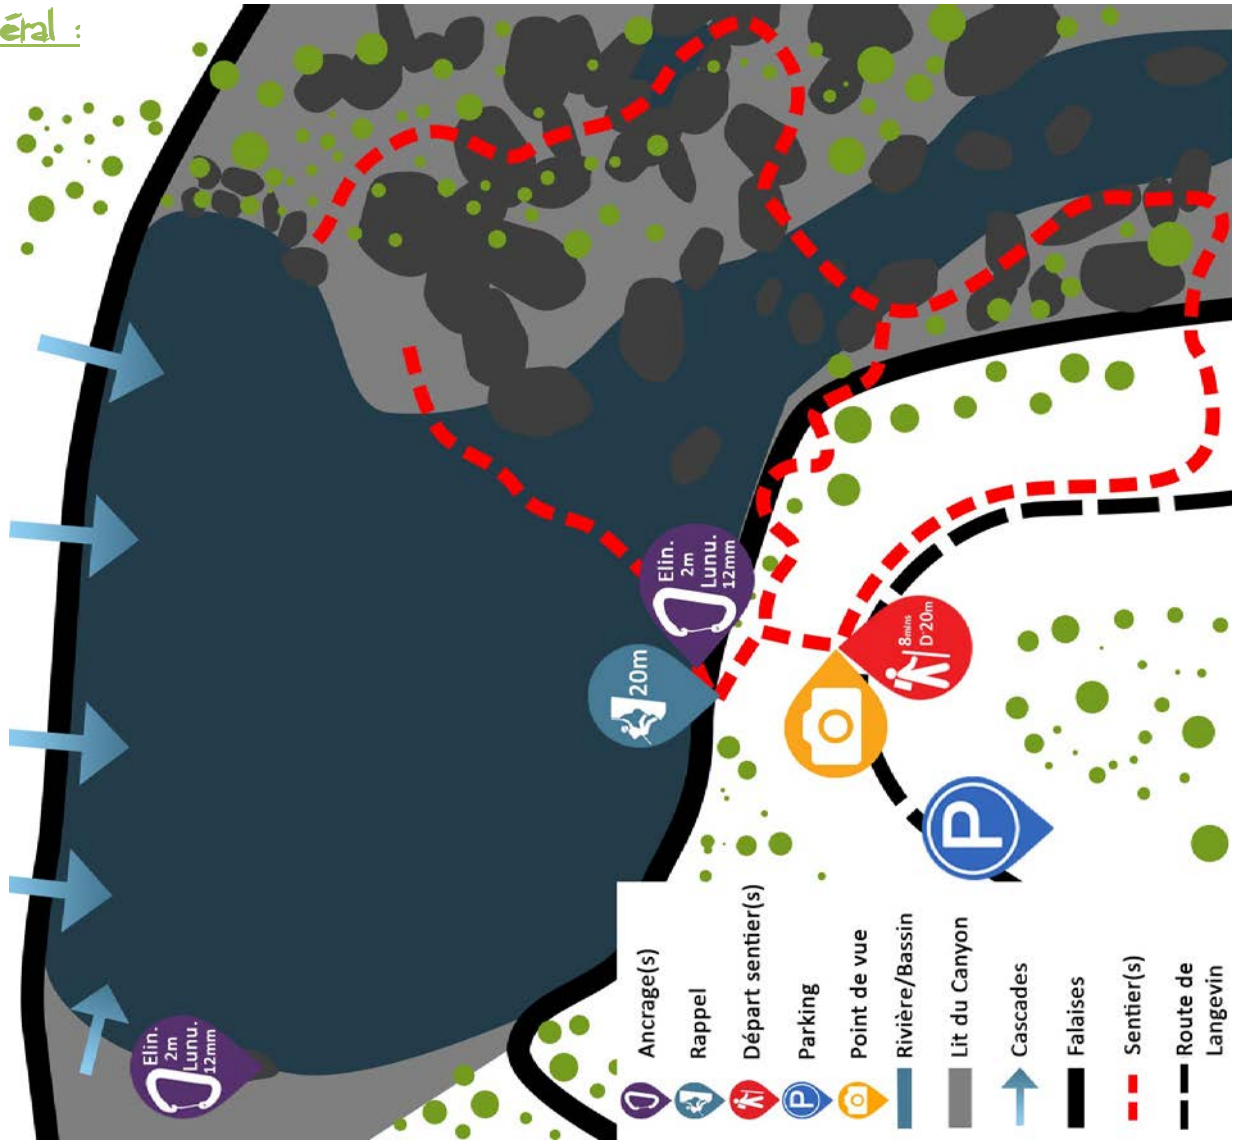 éral :
Elin.
2m
Lunu.
12mm
20m
8mins
D⁻20m
P
Elin.
2m
Lunu.
12mm
Ancrage(s)
Rappel
Départ sentier(s)
P
Parking
Point de vue
Rivière/Bassin
Lit du Canyon
Cascades
Falaises
Sentier(s)
Route de
Langevin